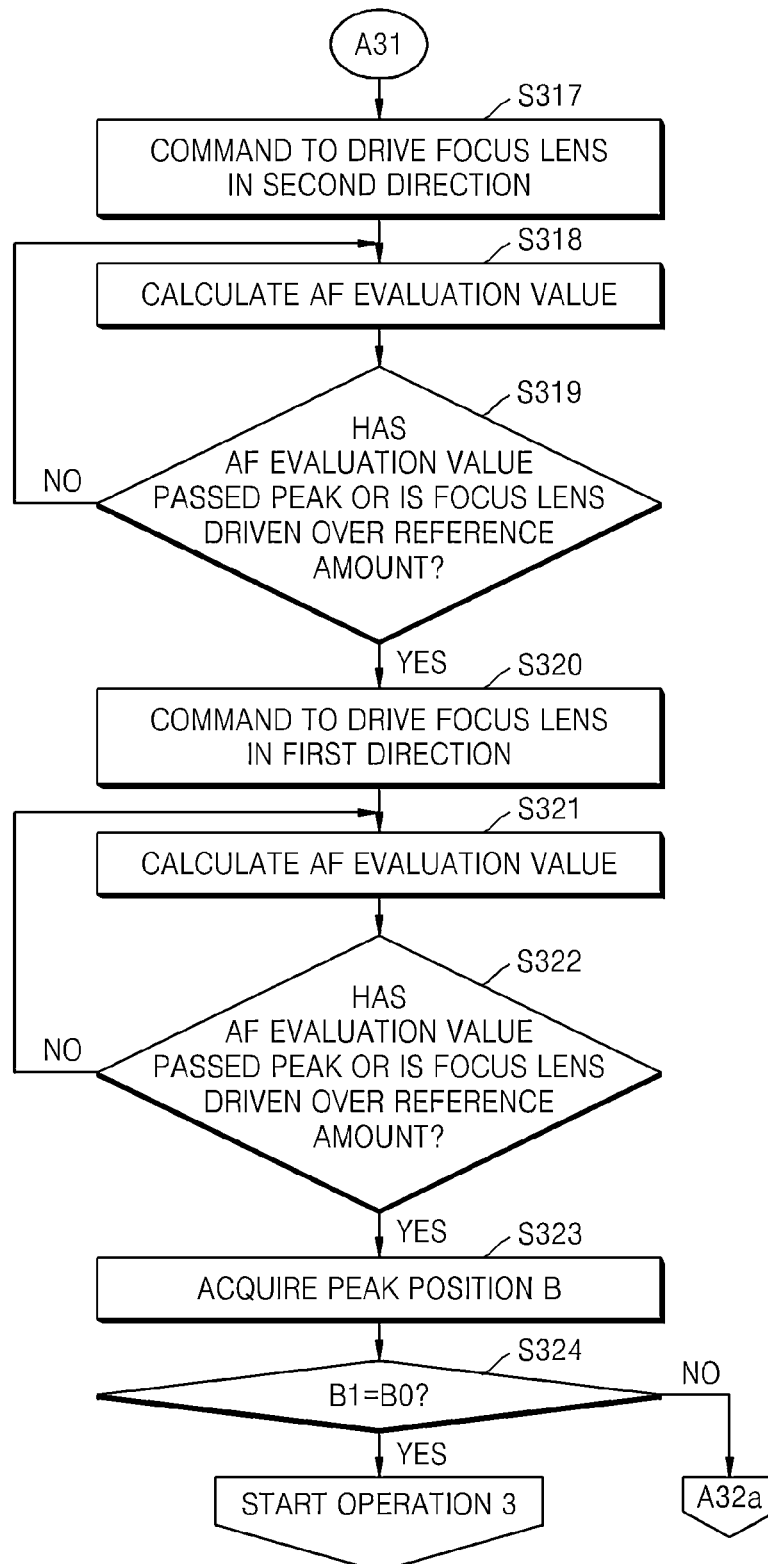 A31
S317
COMMAND TO DRIVE FOCUS LENS
IN SECOND DIRECTION
S318
CALCULATE AF EVALUATION VALUE
S319
HAS
AF EVALUATION VALUE
PASSED PEAK OR IS FOCUS LENS
DRIVEN OVER REFERENCE
AMOUNT?
NO
YES
S320
COMMAND TO DRIVE FOCUS LENS
IN FIRST DIRECTION
S321
CALCULATE AF EVALUATION VALUE
S322
HAS
AF EVALUATION VALUE
PASSED PEAK OR IS FOCUS LENS
DRIVEN OVER REFERENCE
AMOUNT?
NO
YES
S323
ACQUIRE PEAK POSITION B
S324
B1=B0?
NO
YES
START OPERATION 3
A32a